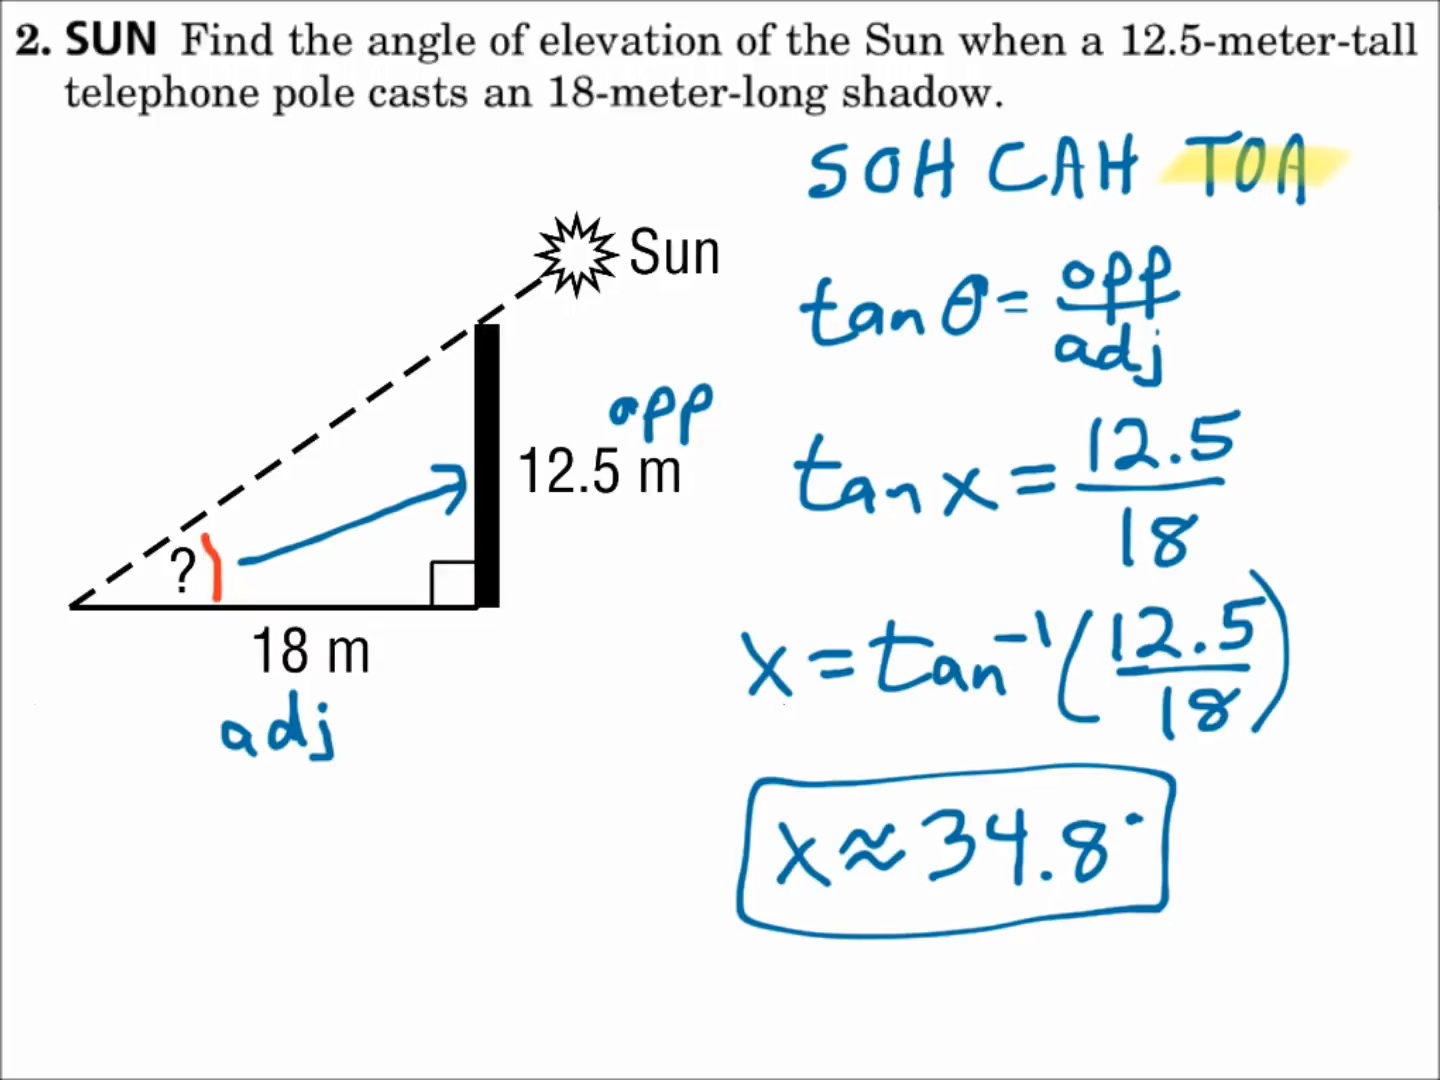 2. SUN Find the angle of elevation of the Sun when a 12.5-meter-tall
telephone pole casts an 18-meter-long shadow.
SOH CAH TOA
Sun
tan θ = opp/adj
opp
12.5 m
tan x = 12.5/18
?
18 m
adj
x = tan⁻¹(12.5/18)
x ≈ 34.8°